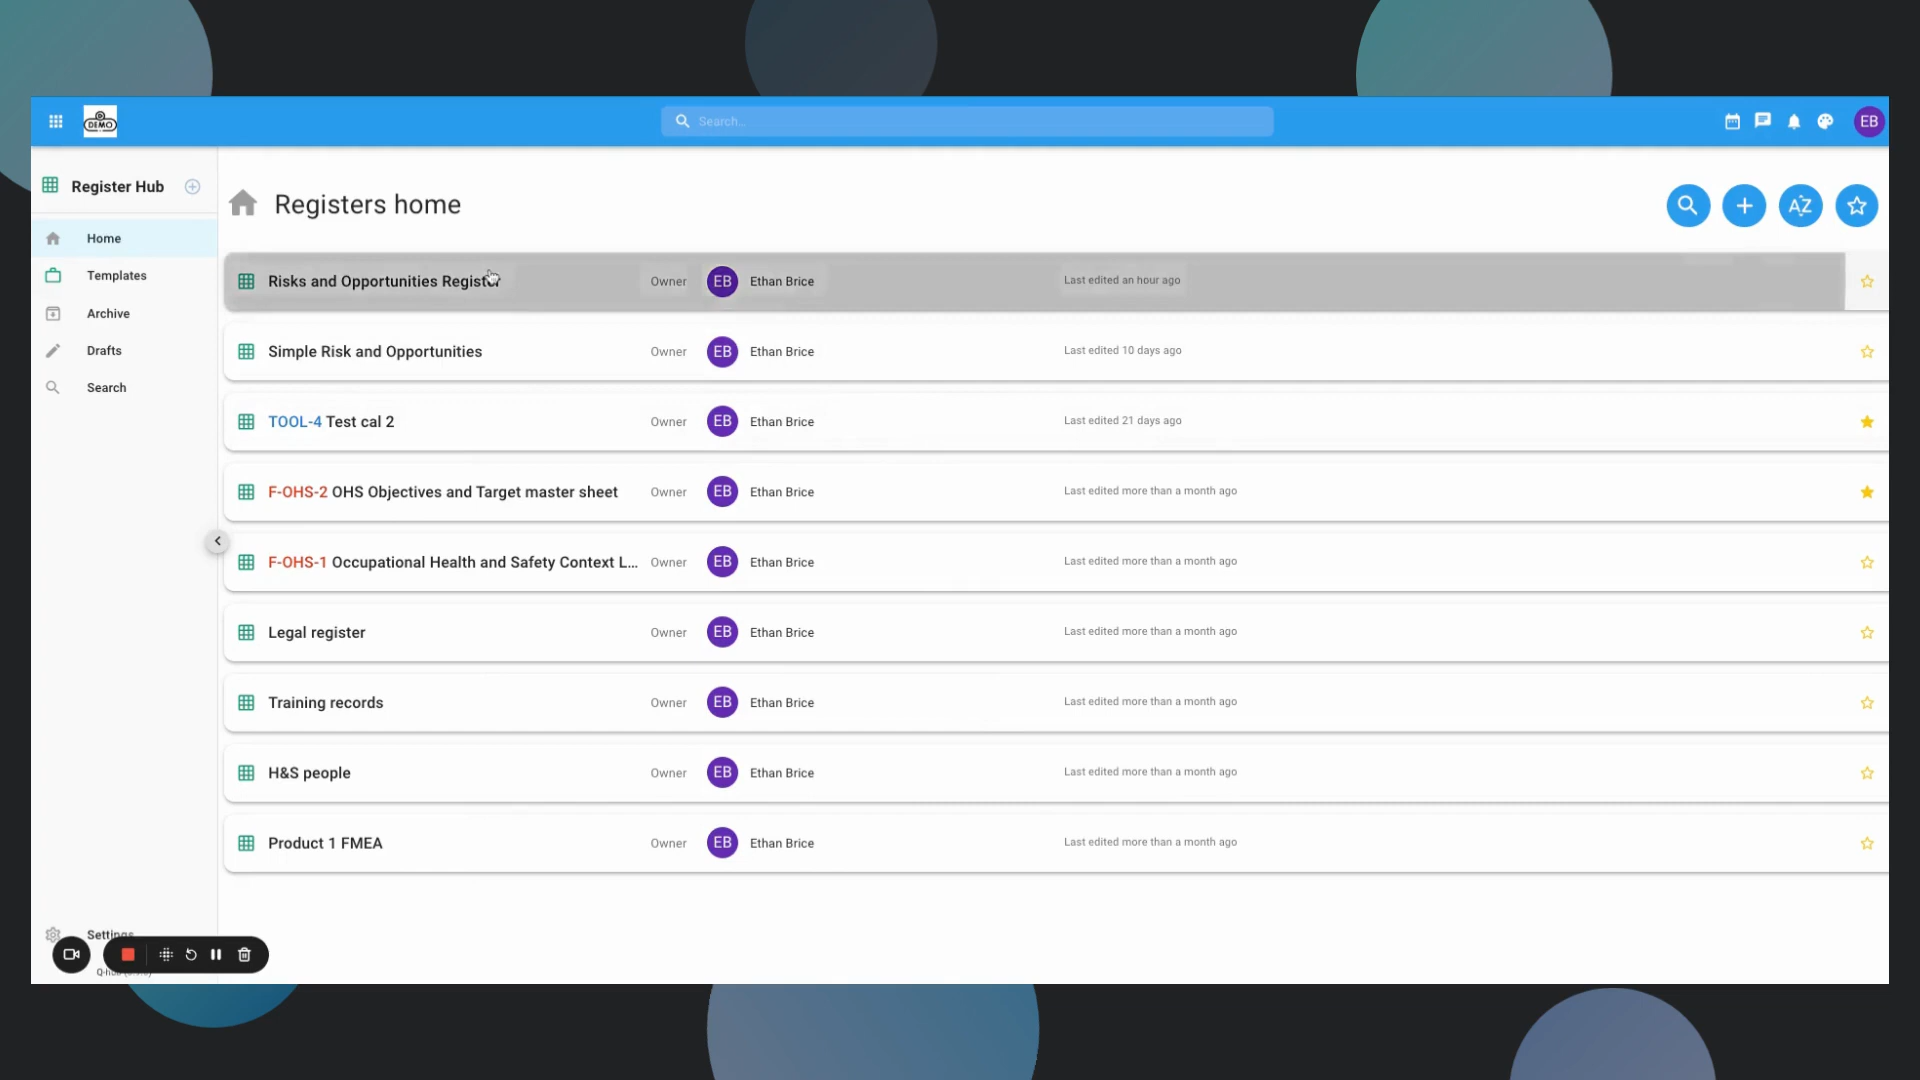 DEMO
Search...
EB
Register Hub
Registers home
Home
Templates
Archive
Drafts
Search
Risks and Opportunities Register Owner EB Ethan Brice Last edited an hour ago
Simple Risk and Opportunities Owner EB Ethan Brice Last edited 10 days ago
TOOL-4 Test cal 2 Owner EB Ethan Brice Last edited 21 days ago
F-OHS-2 OHS Objectives and Target master sheet Owner EB Ethan Brice Last edited more than a month ago
F-OHS-1 Occupational Health and Safety Context L... Owner EB Ethan Brice Last edited more than a month ago
Legal register Owner EB Ethan Brice Last edited more than a month ago
Training records Owner EB Ethan Brice Last edited more than a month ago
H&S people Owner EB Ethan Brice Last edited more than a month ago
Product 1 FMEA Owner EB Ethan Brice Last edited more than a month ago
Settings